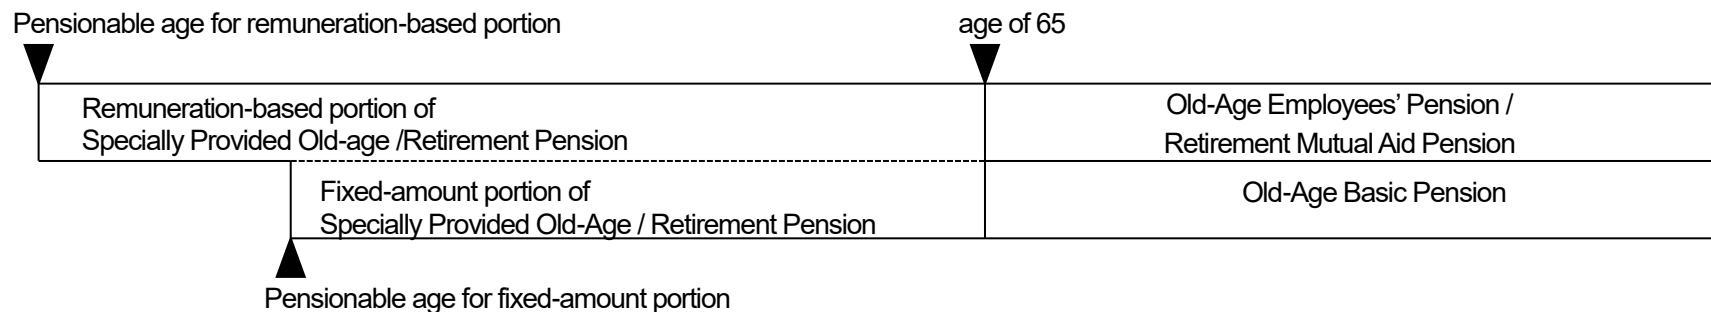 Pensionable age for remuneration-based portion
age of 65
Remuneration-based portion of
Specially Provided Old-age /Retirement Pension
Old-Age Employees’ Pension /
Retirement Mutual Aid Pension
Fixed-amount portion of
Specially Provided Old-Age / Retirement Pension
Old-Age Basic Pension
Pensionable age for fixed-amount portion